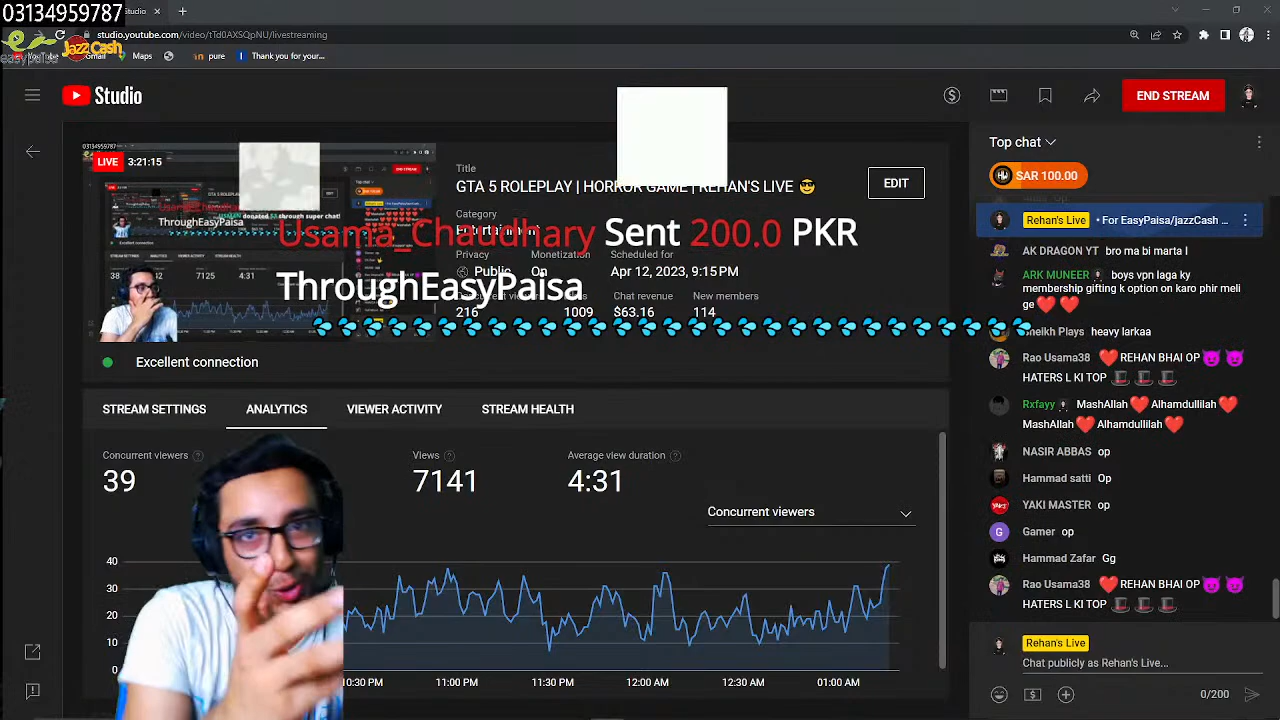 03134959787
Studio
studio.youtube.com/video/tTd0AXSQpNU/livestreaming
easypaisa
JazzCash
YouTube
Gmail
Maps
pure
Thank you for your...
Studio
END STREAM
LIVE
3:21:15
Title
GTA 5 ROLEPLAY | HORROR GAME | REHAN'S LIVE 😎
EDIT
Category
Entertainment
Usama_Chaudhary Sent 200.0 PKR
ThroughEasyPaisa
Privacy
Monetization
Scheduled for
Public
On
Apr 12, 2023, 9:15 PM
Chat revenue
New members
216
1009
$63.16
114
Excellent connection
STREAM SETTINGS
ANALYTICS
VIEWER ACTIVITY
STREAM HEALTH
Concurrent viewers
Views
Average view duration
39
7141
4:31
Concurrent viewers
40
30
20
10
0
10:30 PM
11:00 PM
11:30 PM
12:00 AM
12:30 AM
01:00 AM
Top chat
SAR 100.00
Rehan's Live • For EasyPaisa/jazzCash ...
AK DRAGON YT bro ma bi marta l
ARK MUNEER boys vpn laga ky
membership gifting k option on karo phir meli
ge❤️❤️
Sheikh Plays heavy larkaa
Rao Usama38 ❤️REHAN BHAI OP😈😈
HATERS L KI TOP🎩🎩🎩
Rxfayy MashAllah❤️Alhamdullilah❤️
MashAllah❤️Alhamdullilah❤️
NASIR ABBAS op
Hammad satti Op
YAKI MASTER op
Gamer op
Hammad Zafar Gg
Rao Usama38 ❤️REHAN BHAI OP😈😈
HATERS L KI TOP🎩🎩🎩
Rehan's Live
Chat publicly as Rehan's Live...
0/200